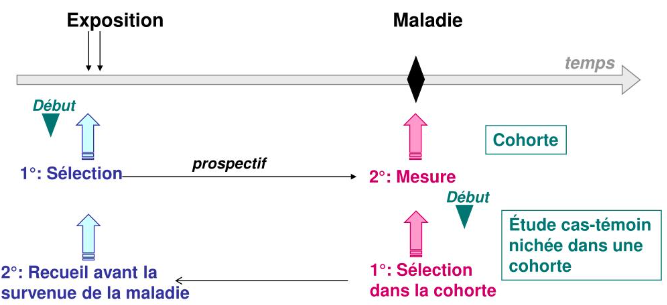 Exposition
Maladie
temps
Début
1°: Sélection
prospectif
2°: Mesure
Cohorte
Début
2°: Recueil avant la
survenue de la maladie
1°: Sélection
dans la cohorte
Étude cas-témoin
nichée dans une
cohorte